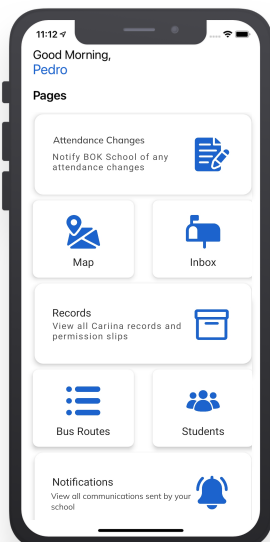 11:12
Good Morning,
Pedro
Pages
Attendance Changes
Notify BOK School of any
attendance changes
Map
Inbox
Records
View all Cariina records and
permission slips
Bus Routes
Students
Notifications
View all communications sent by your
school